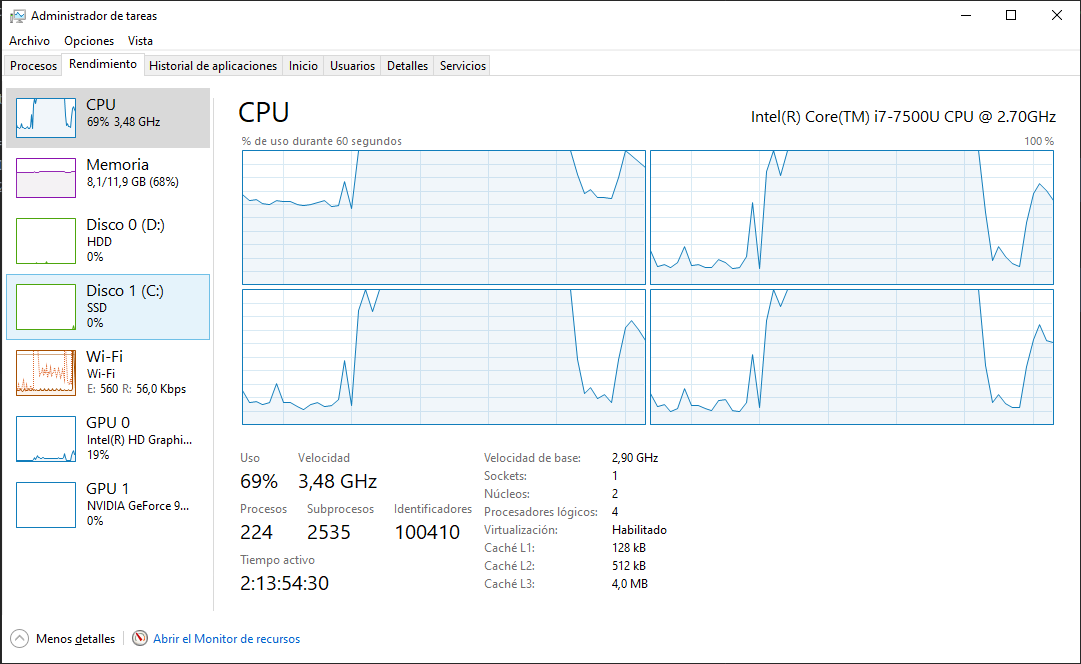 Administrador de tareas
Archivo Opciones Vista
Procesos Rendimiento Historial de aplicaciones Inicio Usuarios Detalles Servicios
CPU
69% 3,48 GHz
Memoria
8,1/11,9 GB (68%)
Disco 0 (D:)
HDD
0%
Disco 1 (C:)
SSD
0%
Wi-Fi
Wi-Fi
E: 560 R: 56,0 Kbps
GPU 0
Intel(R) HD Graphi...
19%
GPU 1
NVIDIA GeForce 9...
0%
CPU
Intel(R) Core(TM) i7-7500U CPU @ 2.70GHz
% de uso durante 60 segundos 100 %
Uso Velocidad
69% 3,48 GHz
Procesos Subprocesos Identificadores
224 2535 100410
Tiempo activo
2:13:54:30
Velocidad de base: 2,90 GHz
Sockets: 1
Núcleos: 2
Procesadores lógicos: 4
Virtualización: Habilitado
Caché L1: 128 kB
Caché L2: 512 kB
Caché L3: 4,0 MB
Menos detalles Abrir el Monitor de recursos